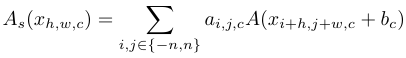 $$A_s(x_{h,w,c}) = \sum_{i,j\in\{-n,n\}} a_{i,j,c} A(x_{i+h,j+w,c} + b_c)$$